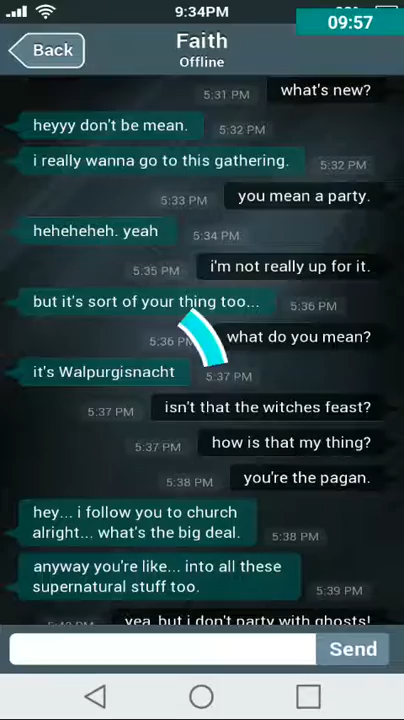 9:34PM
09:57
Back
Faith
Offline
what's new?
5:31 PM
heyyy don't be mean.
5:32 PM
i really wanna go to this gathering.
5:32 PM
you mean a party.
5:33 PM
heheheheh. yeah
5:34 PM
i'm not really up for it.
5:35 PM
but it's sort of your thing too...
5:36 PM
what do you mean?
5:36 PM
it's Walpurgisnacht
5:37 PM
isn't that the witches feast?
5:37 PM
how is that my thing?
5:37 PM
you're the pagan.
5:38 PM
hey... i follow you to church
alright... what's the big deal.
5:38 PM
anyway you're like... into all these
supernatural stuff too.
5:39 PM
yea, but i don't party with ghosts!
Send